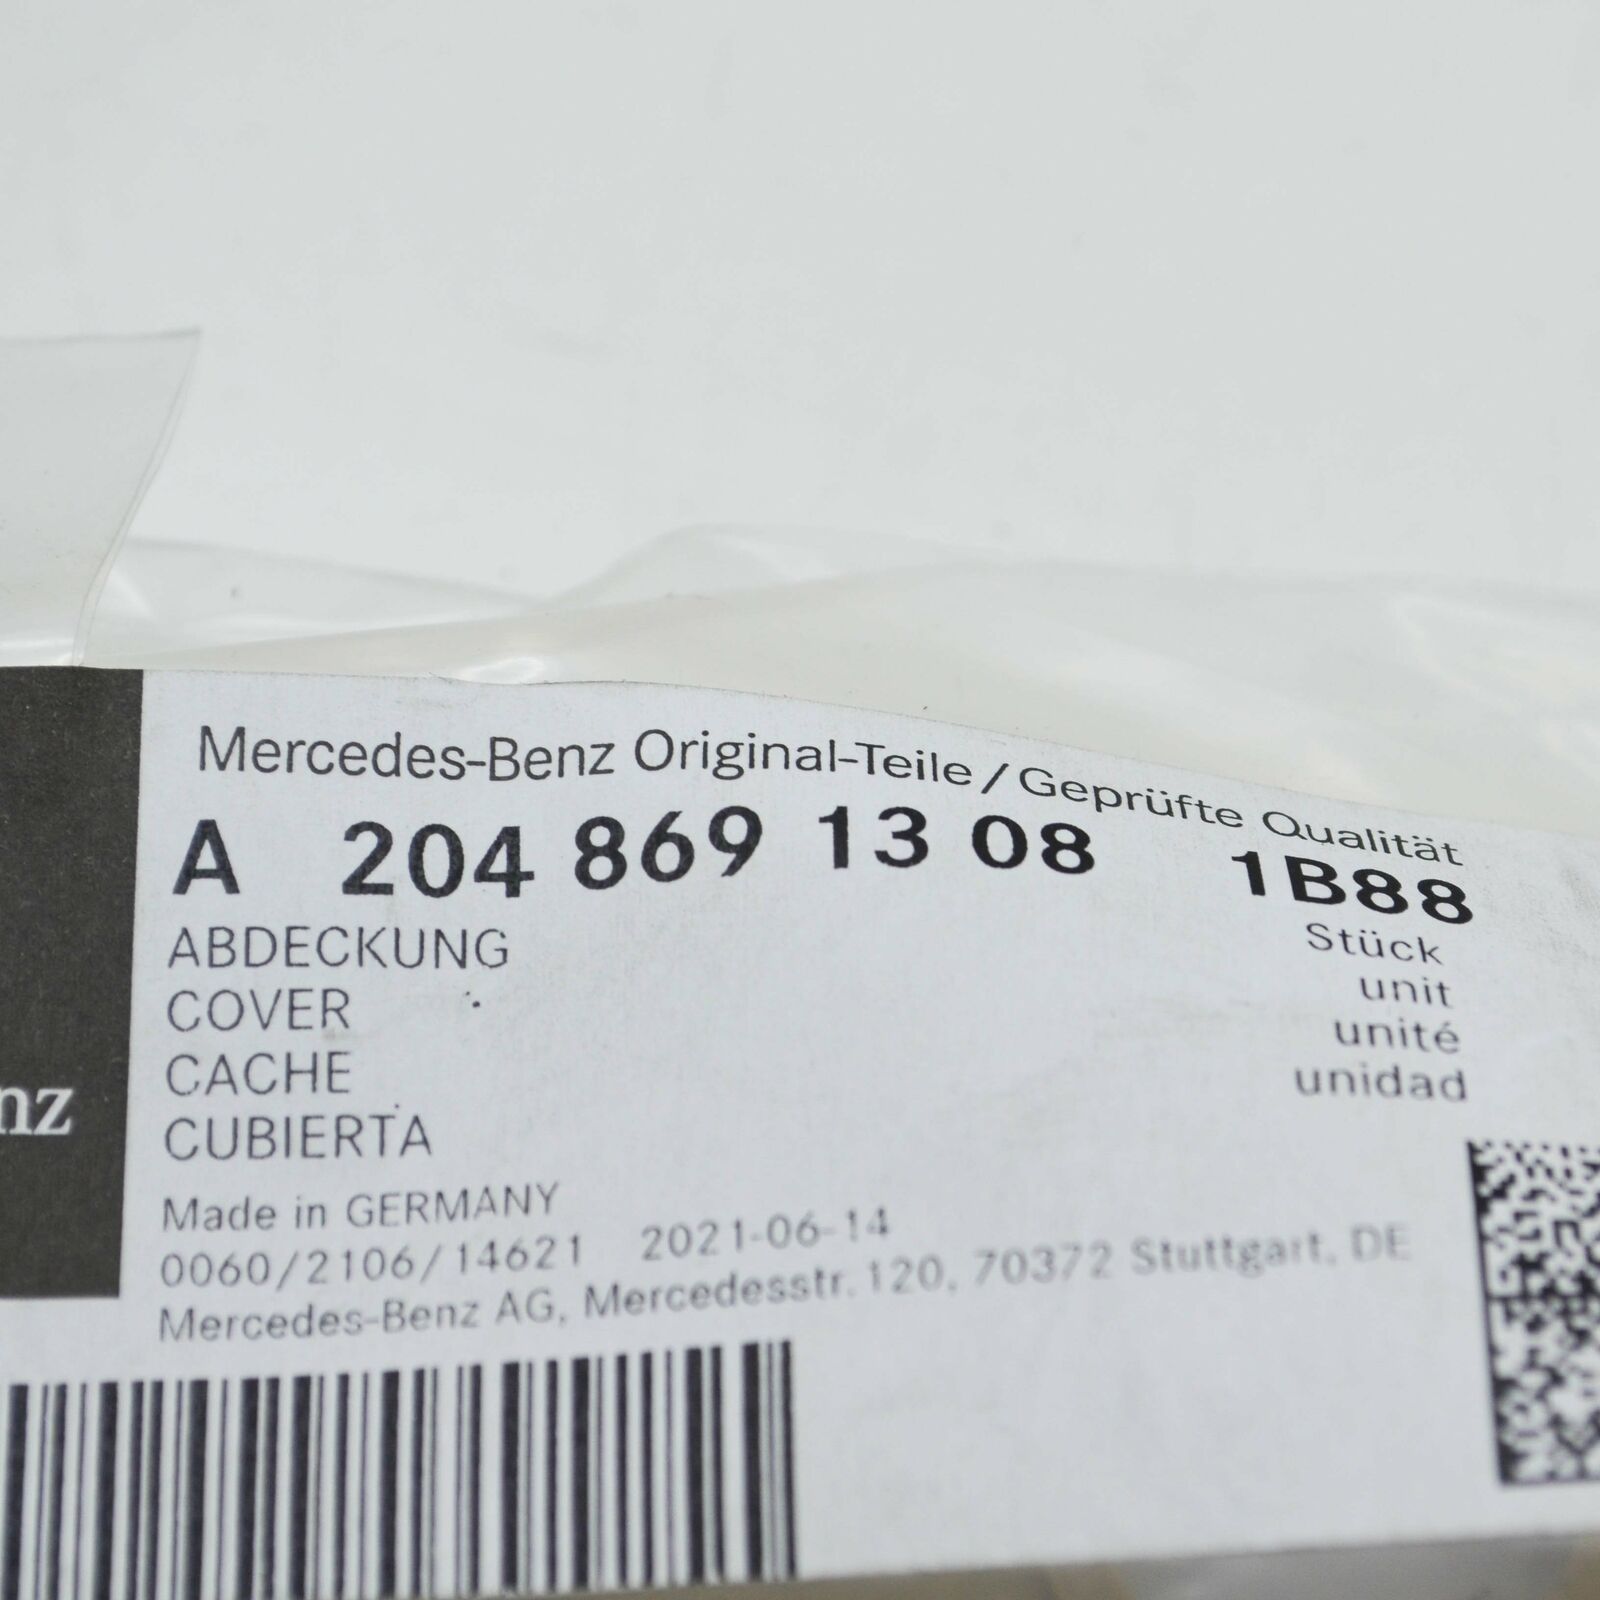 Mercedes-Benz Original-Teile / Geprüfte Qualität
A 204 869 13 08 1B88
ABDECKUNG
COVER
CACHE
CUBIERTA
Stück
unit
unité
unidad
nz
Made in GERMANY
0060/2106/14621 2021-06-14
Mercedes-Benz AG, Mercedesstr. 120, 70372 Stuttgart, DE